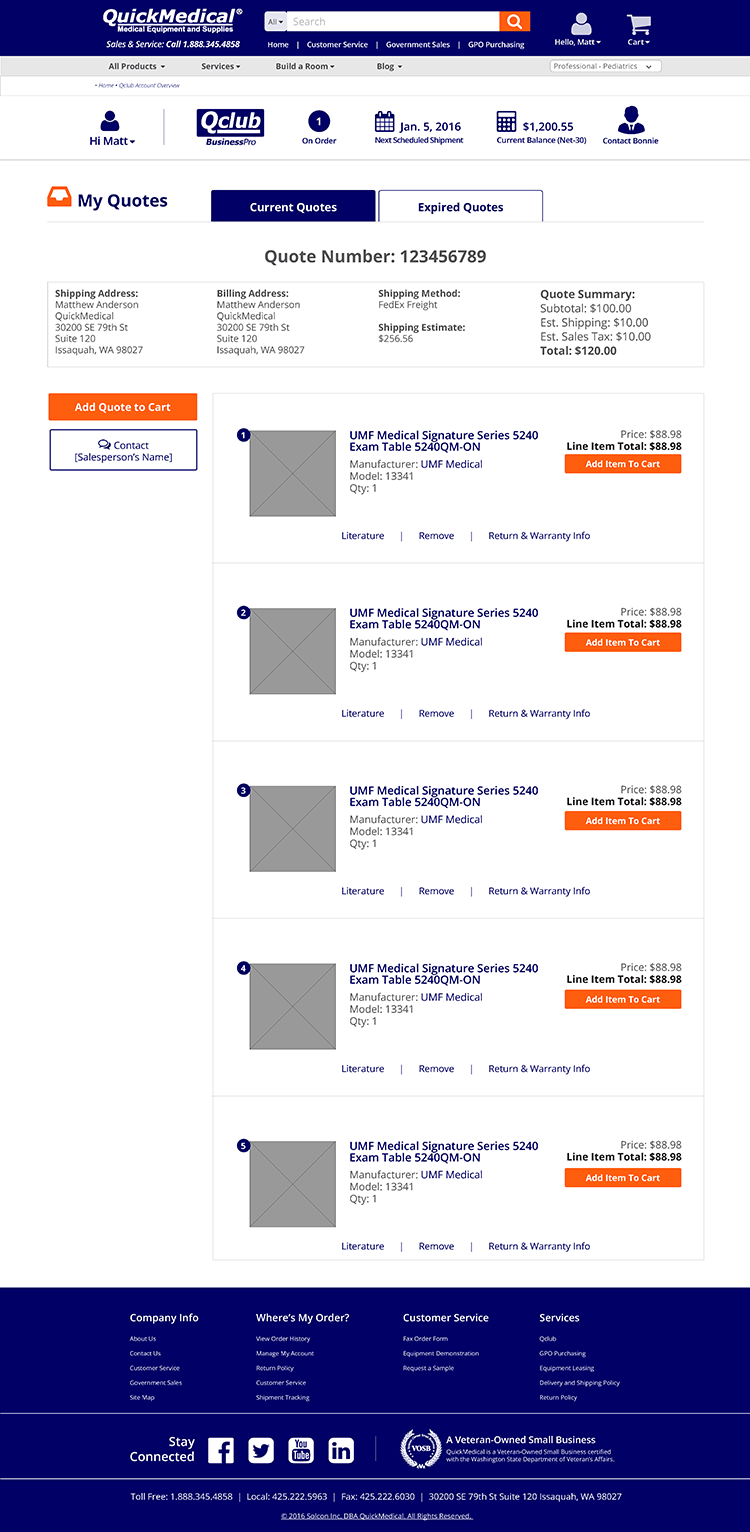 QuickMedical®
Medical Equipment and Supplies
Sales & Service: Call 1.888.345.4858
All
Search
Home | Customer Service | Government Sales | GPO Purchasing
Hello, Matt
Cart
All Products
Services
Build a Room
Blog
Professional - Pediatrics
• Home • Qclub Account Overview
Hi Matt
Qclub
BusinessPro
1
On Order
Jan. 5, 2016
Next Scheduled Shipment
$1,200.55
Current Balance (Net-30)
Contact Bonnie
My Quotes
Current Quotes
Expired Quotes
Quote Number: 123456789
Shipping Address:
Matthew Anderson
QuickMedical
30200 SE 79th St
Suite 120
Issaquah, WA 98027
Billing Address:
Matthew Anderson
QuickMedical
30200 SE 79th St
Suite 120
Issaquah, WA 98027
Shipping Method:
FedEx Freight
Shipping Estimate:
$256.56
Quote Summary:
Subtotal: $100.00
Est. Shipping: $10.00
Est. Sales Tax: $10.00
Total: $120.00
Add Quote to Cart
Contact
[Salesperson's Name]
1
UMF Medical Signature Series 5240
Exam Table 5240QM-ON
Manufacturer: UMF Medical
Model: 13341
Qty: 1
Price: $88.98
Line Item Total: $88.98
Add Item To Cart
Literature | Remove | Return & Warranty Info
2
UMF Medical Signature Series 5240
Exam Table 5240QM-ON
Manufacturer: UMF Medical
Model: 13341
Qty: 1
Price: $88.98
Line Item Total: $88.98
Add Item To Cart
Literature | Remove | Return & Warranty Info
3
UMF Medical Signature Series 5240
Exam Table 5240QM-ON
Manufacturer: UMF Medical
Model: 13341
Qty: 1
Price: $88.98
Line Item Total: $88.98
Add Item To Cart
Literature | Remove | Return & Warranty Info
4
UMF Medical Signature Series 5240
Exam Table 5240QM-ON
Manufacturer: UMF Medical
Model: 13341
Qty: 1
Price: $88.98
Line Item Total: $88.98
Add Item To Cart
Literature | Remove | Return & Warranty Info
5
UMF Medical Signature Series 5240
Exam Table 5240QM-ON
Manufacturer: UMF Medical
Model: 13341
Qty: 1
Price: $88.98
Line Item Total: $88.98
Add Item To Cart
Literature | Remove | Return & Warranty Info
Company Info
About Us
Contact Us
Customer Service
Government Sales
Site Map
Where's My Order?
View Order History
Manage My Account
Return Policy
Customer Service
Shipment Tracking
Customer Service
Fax Order Form
Equipment Demonstration
Request a Sample
Services
Qclub
GPO Purchasing
Equipment Leasing
Delivery and Shipping Policy
Return Policy
Stay
Connected
You
Tube
in
VOSB
A Veteran-Owned Small Business
QuickMedical is a Veteran-Owned Small Business certified
with the Washington State Department of Veteran's Affairs.
Toll Free: 1.888.345.4858 | Local: 425.222.5963 | Fax: 425.222.6030 | 30200 SE 79th St Suite 120 Issaquah, WA 98027
© 2016 Solcon Inc. DBA QuickMedical. All Rights Reserved.